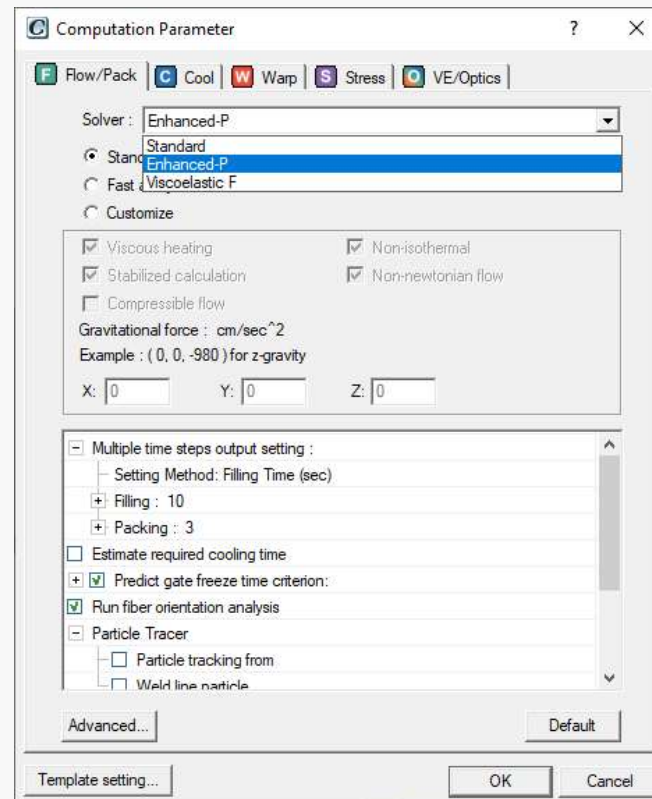 Computation Parameter ? ×
F Flow/Pack C Cool W Warp S Stress O VE/Optics
Solver : Enhanced-P
Standard
Enhanced-P
Viscoelastic F
Stand
Fast a
Customize
Viscous heating Non-isothermal
Stabilized calculation Non-newtonian flow
Compressible flow
Gravitational force : cm/sec^2
Example : ( 0, 0, -980 ) for z-gravity
X: 0 Y: 0 Z: 0
Multiple time steps output setting :
Setting Method: Filling Time (sec)
Filling : 10
Packing : 3
Estimate required cooling time
Predict gate freeze time criterion:
Run fiber orientation analysis
Particle Tracer
Particle tracking from
Weld line particle
Advanced... Default
Template setting... OK Cancel